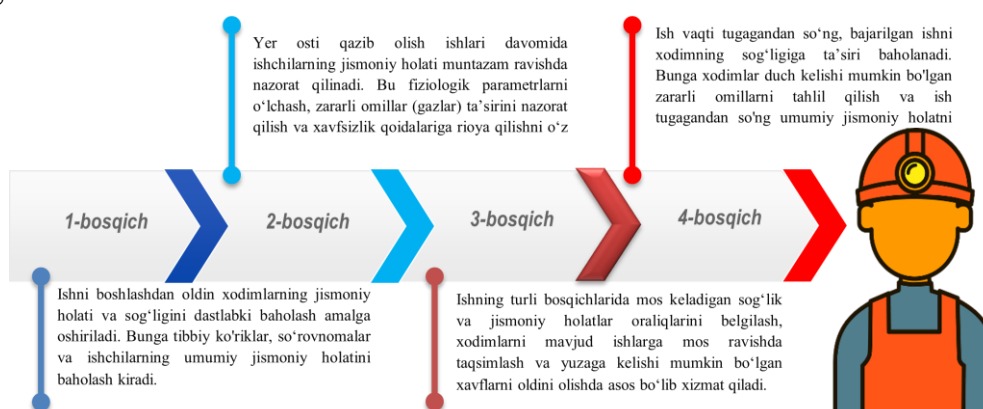 Yer osti qazib olish ishlari davomida
ishchilarning jismoniy holati muntazam ravishda
nazorat qilinadi. Bu fiziologik parametrlarni
o‘lchash, zararli omillar (gazlar) ta’sirini nazorat
qilish va xavfsizlik qoidalariga rioya qilishni o‘z
Ish vaqti tugagandan so‘ng, bajarilgan ishni
xodimning sog‘ligiga ta’siri baholanadi.
Bunga xodimlar duch kelishi mumkin bo'lgan
zararli omillarni tahlil qilish va ish
tugagandan so'ng umumiy jismoniy holatni
1-bosqich
2-bosqich
3-bosqich
4-bosqich
Ishni boshlashdan oldin xodimlarning jismoniy
holati va sog‘ligini dastlabki baholash amalga
oshiriladi. Bunga tibbiy ko'riklar, so‘rovnomalar
va ishchilarning umumiy jismoniy holatini
baholash kiradi.
Ishning turli bosqichlarida mos keladigan sog‘lik
va jismoniy holatlar oraliqlarini belgilash,
xodimlarni mavjud ishlarga mos ravishda
taqsimlash va yuzaga kelishi mumkin bo‘lgan
xavflarni oldini olishda asos bo‘lib xizmat qiladi.